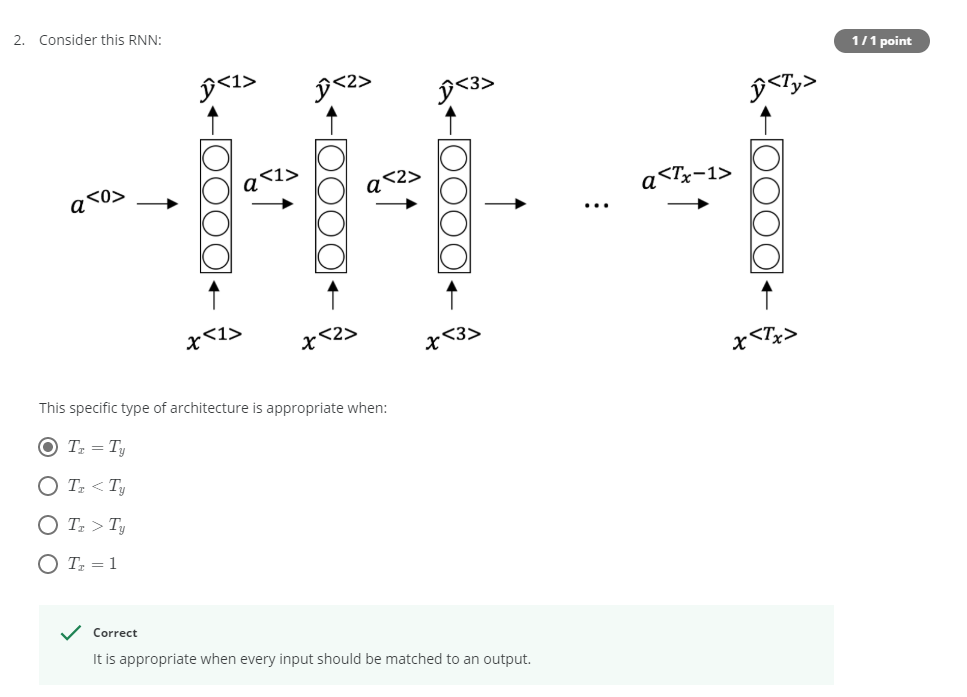 2. Consider this RNN:
1 / 1 point
ŷ<1> ŷ<2> ŷ<3> ŷ<Ty>
a<0> a<1> a<2> ... a<Tx−1>
x<1> x<2> x<3> x<Tx>
This specific type of architecture is appropriate when:
Tx = Ty
Tx < Ty
Tx > Ty
Tx = 1
Correct
It is appropriate when every input should be matched to an output.